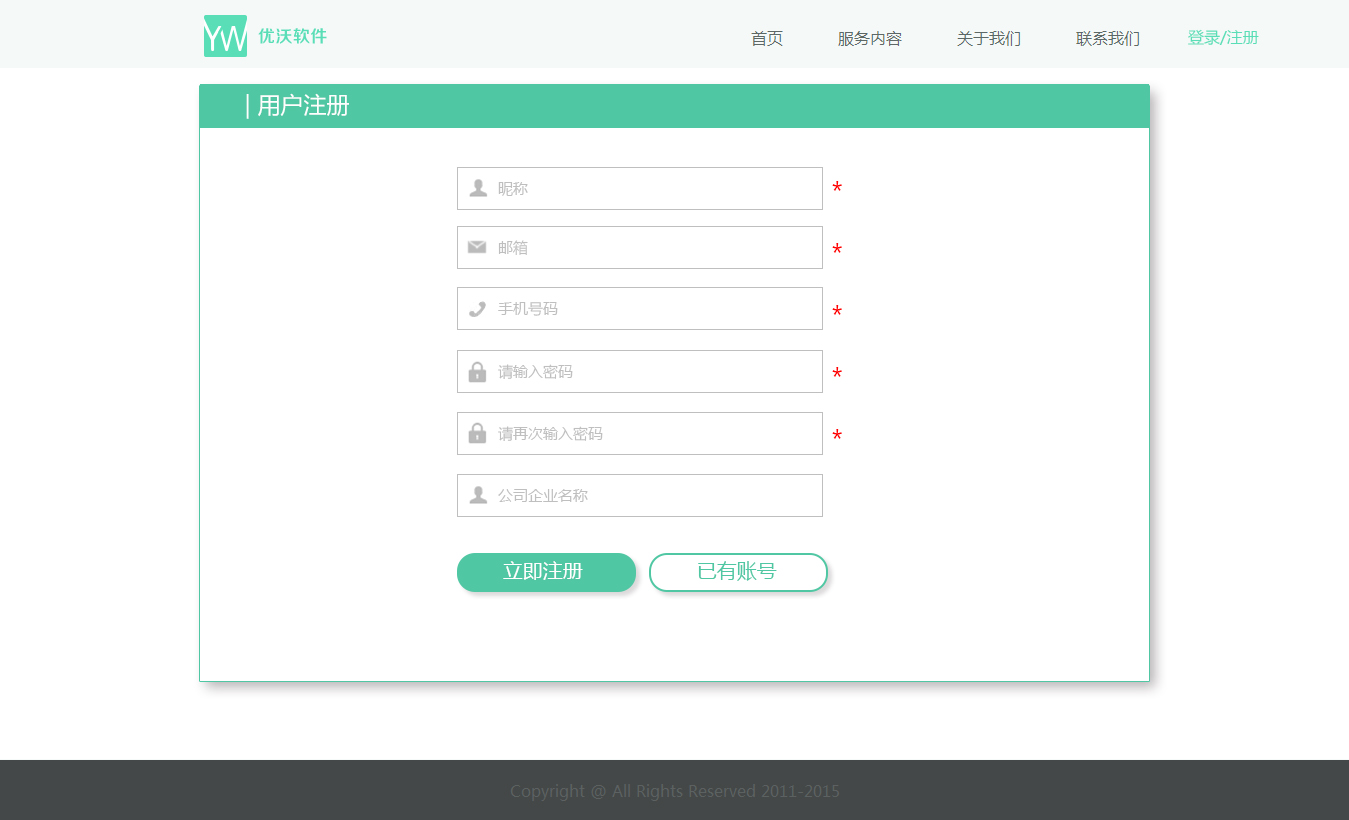 YW 优沃软件
首页 服务内容 关于我们 联系我们 登录/注册
| 用户注册
昵称 *
邮箱 *
手机号码 *
请输入密码 *
请再次输入密码 *
公司企业名称
立即注册 已有账号
Copyright @ All Rights Reserved 2011-2015